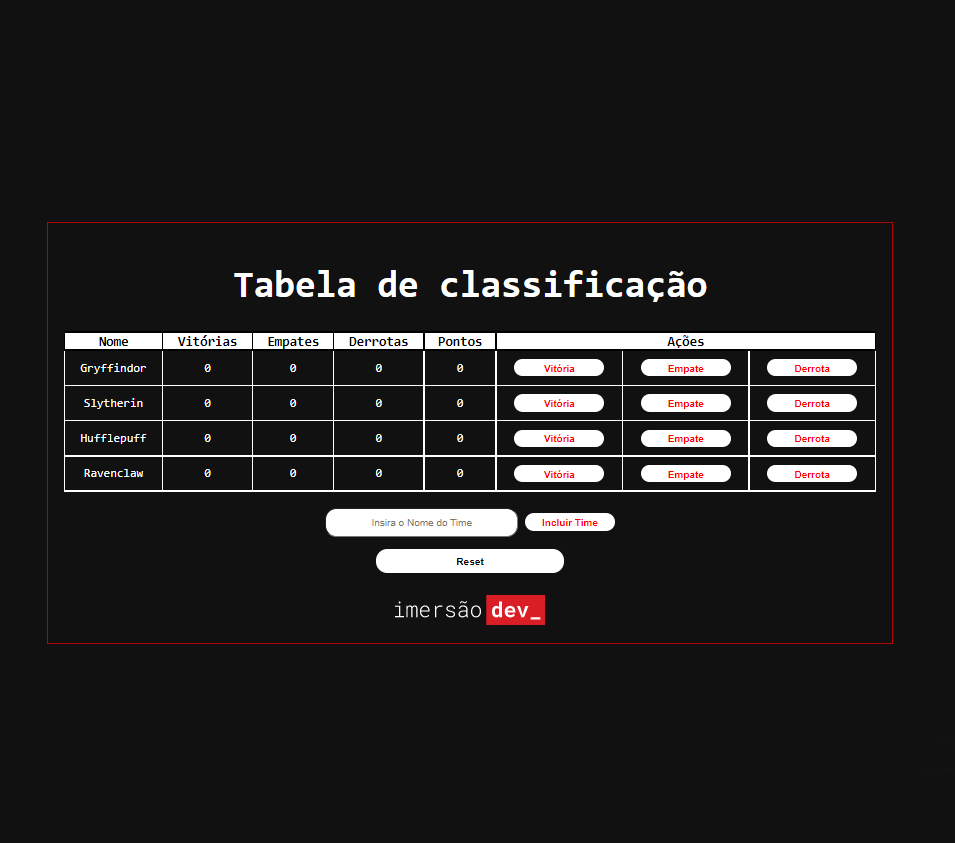 Tabela de classificação
Nome Vitórias Empates Derrotas Pontos Ações
Gryffindor 0 0 0 0 Vitória Empate Derrota
Slytherin 0 0 0 0 Vitória Empate Derrota
Hufflepuff 0 0 0 0 Vitória Empate Derrota
Ravenclaw 0 0 0 0 Vitória Empate Derrota
Insira o Nome do Time Incluir Time
Reset
imersão dev_